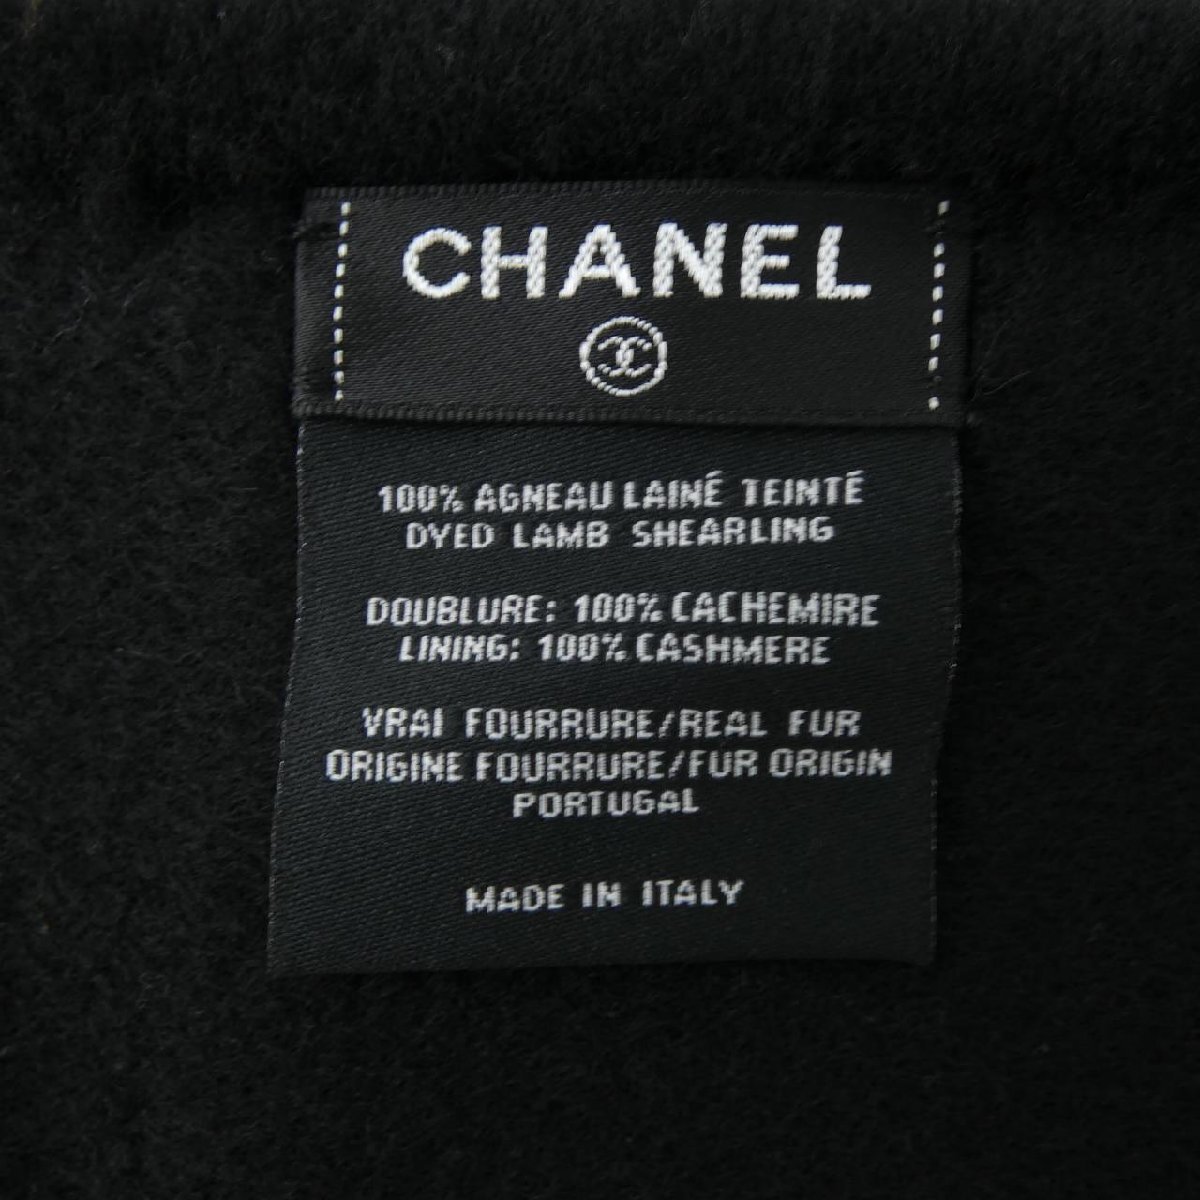 CHANEL
100% AGNEAU LAINÉ TEINTÉ
DYED LAMB SHEARLING
DOUBLURE: 100% CACHEMIRE
LINING: 100% CASHMERE
VRAI FOURRURE/REAL FUR
ORIGINE FOURRURE/FUR ORIGIN
PORTUGAL
MADE IN ITALY